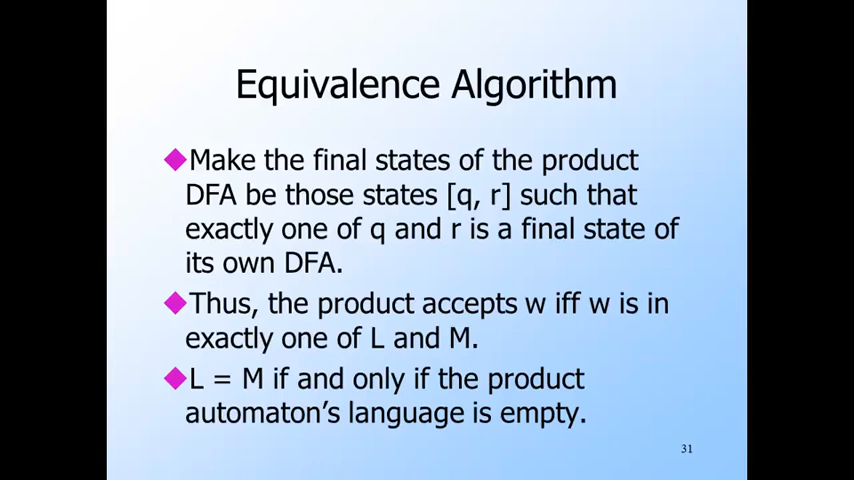 Equivalence Algorithm
Make the final states of the product
DFA be those states [q, r] such that
exactly one of q and r is a final state of
its own DFA.
Thus, the product accepts w iff w is in
exactly one of L and M.
L = M if and only if the product
automaton’s language is empty.
31